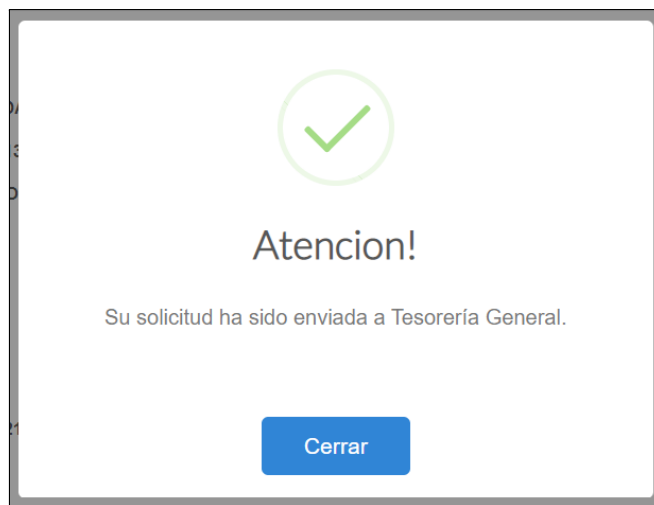 Atencion!
Su solicitud ha sido enviada a Tesorería General.
Cerrar